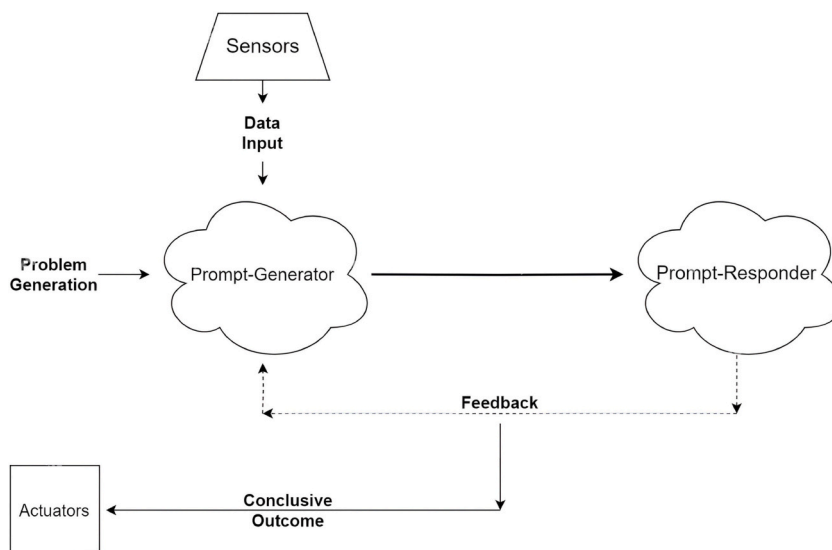 Sensors
Data
Input
Problem
Generation
Prompt-Generator
Prompt-Responder
Feedback
Actuators
Conclusive
Outcome